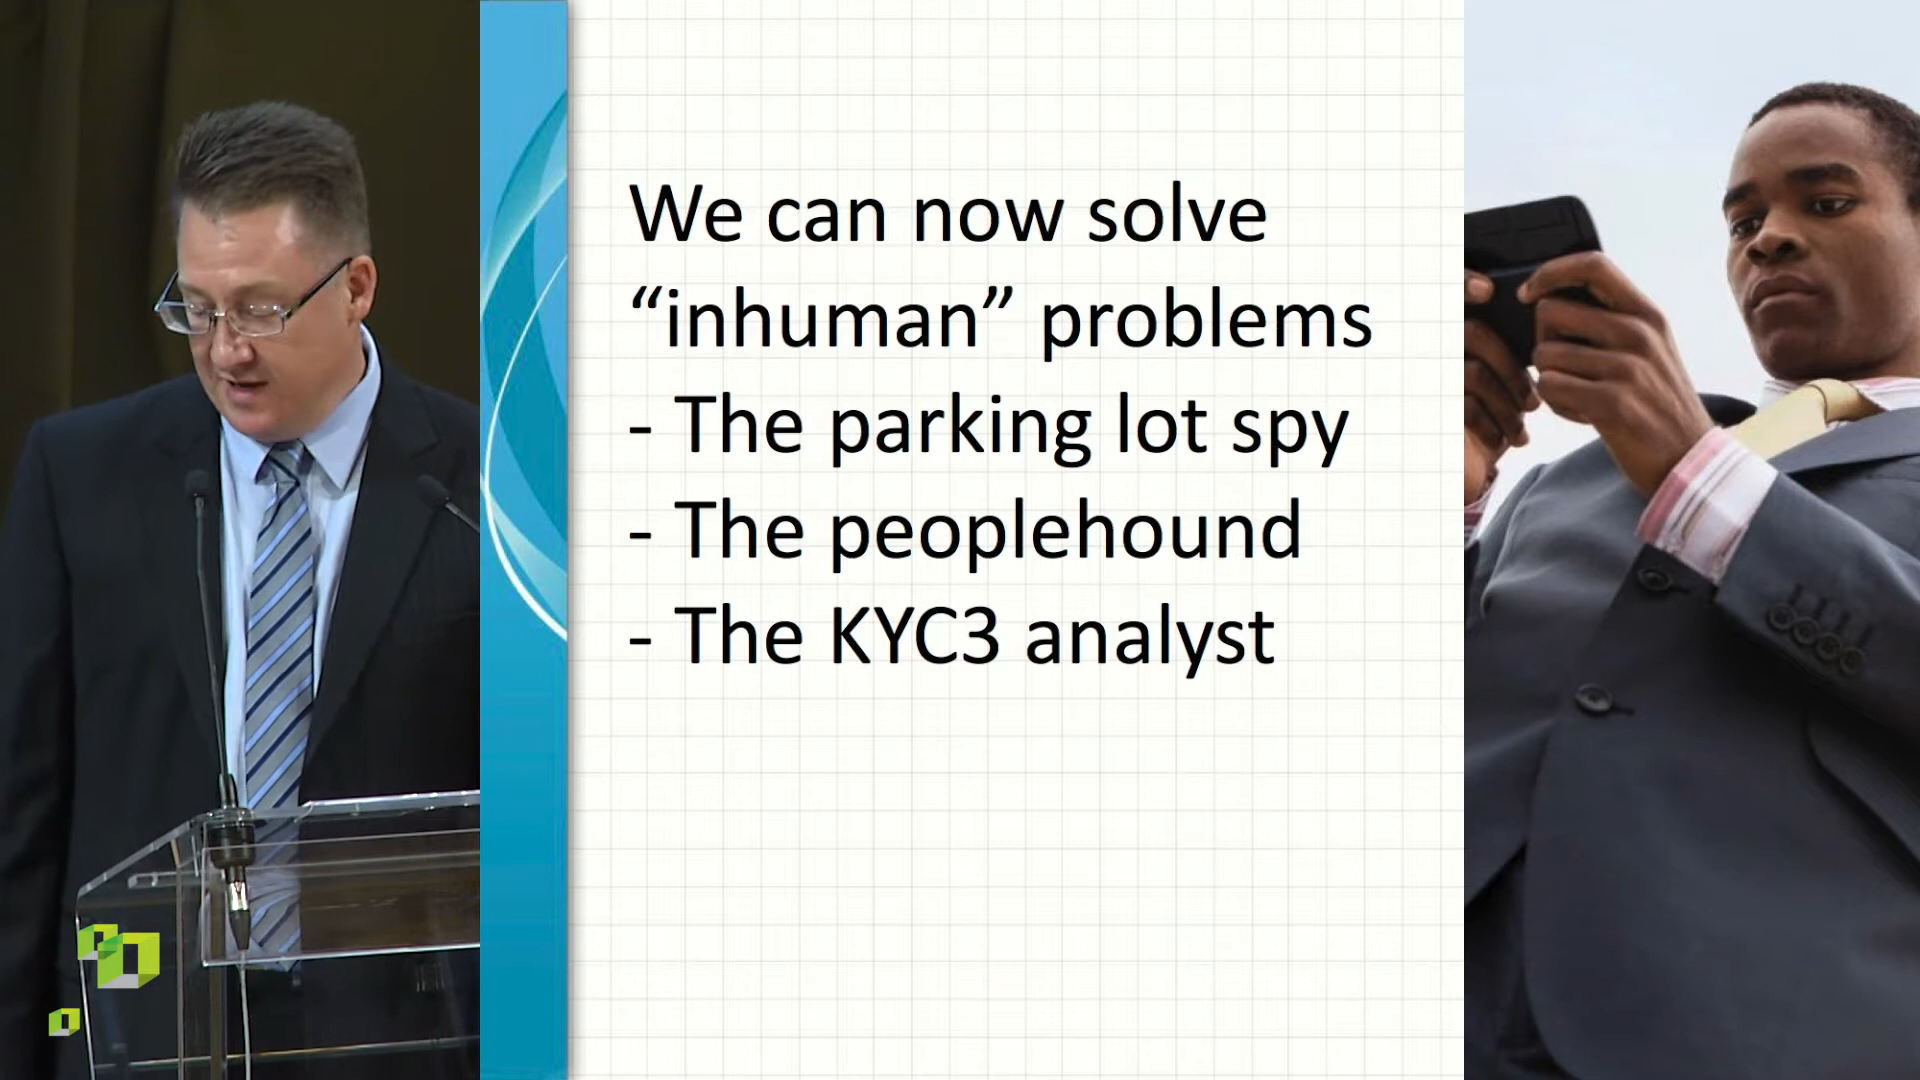 We can now solve
“inhuman” problems
- The parking lot spy
- The peoplehound
- The KYC3 analyst